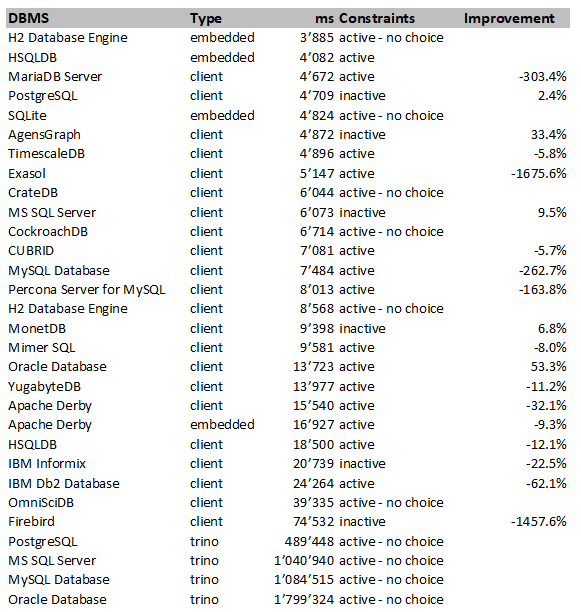 DBMS Type ms Constraints Improvement
H2 Database Engine embedded 3’885 active - no choice
HSQLDB embedded 4’082 active
MariaDB Server client 4’672 active -303.4%
PostgreSQL client 4’709 inactive 2.4%
SQLite embedded 4’824 active - no choice
AgensGraph client 4’872 inactive 33.4%
TimescaleDB client 4’896 active -5.8%
Exasol client 5’147 active -1675.6%
CrateDB client 6’044 active - no choice
MS SQL Server client 6’073 inactive 9.5%
CockroachDB client 6’714 active - no choice
CUBRID client 7’081 active -5.7%
MySQL Database client 7’484 active -262.7%
Percona Server for MySQL client 8’013 active -163.8%
H2 Database Engine client 8’568 active - no choice
MonetDB client 9’398 inactive 6.8%
Mimer SQL client 9’581 active -8.0%
Oracle Database client 13’723 active 53.3%
YugabyteDB client 13’977 active -11.2%
Apache Derby client 15’540 active -32.1%
Apache Derby embedded 16’927 active -9.3%
HSQLDB client 18’500 active -12.1%
IBM Informix client 20’739 inactive -22.5%
IBM Db2 Database client 24’264 active -62.1%
OmniSciDB client 39’335 active - no choice
Firebird client 74’532 inactive -1457.6%
PostgreSQL trino 489’448 active - no choice
MS SQL Server trino 1’040’940 active - no choice
MySQL Database trino 1’084’515 active - no choice
Oracle Database trino 1’799’324 active - no choice